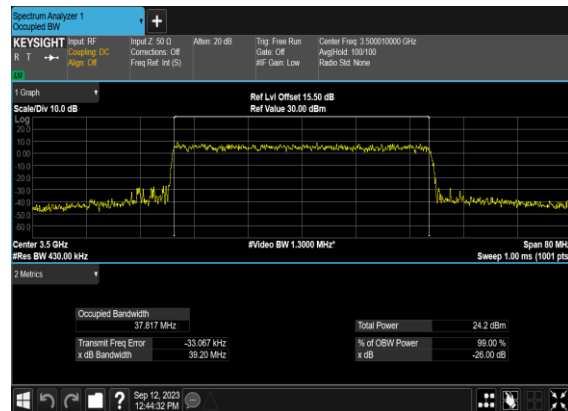 Spectrum Analyzer 1
Occupied BW
KEYSIGHT
R T
LU
Input: RF
Coupling: DC
Align: Off
Input Z: 50 Ω
Corrections: Off
Freq Ref: Int (S)
Atten: 20 dB
Trig: Free Run
Gate: Off
#IF Gain: Low
Center Freq: 3.500010000 GHz
Avg|Hold: 100/100
Radio Std: None
1 Graph
Scale/Div 10.0 dB
Ref Lvl Offset 15.50 dB
Ref Value 30.00 dBm
Log
20.0
10.0
0.00
-10.0
-20.0
-30.0
-40.0
-50.0
-60.0
Center 3.5 GHz
#Res BW 430.00 kHz
#Video BW 1.3000 MHz*
Span 80 MHz
Sweep 1.00 ms (1001 pts
2 Metrics
Occupied Bandwidth
37.817 MHz
Transmit Freq Error -33.067 kHz
x dB Bandwidth 39.20 MHz
Total Power 24.2 dBm
% of OBW Power 99.00 %
x dB -26.00 dB
?
Sep 12, 2023
12:44:32 PM